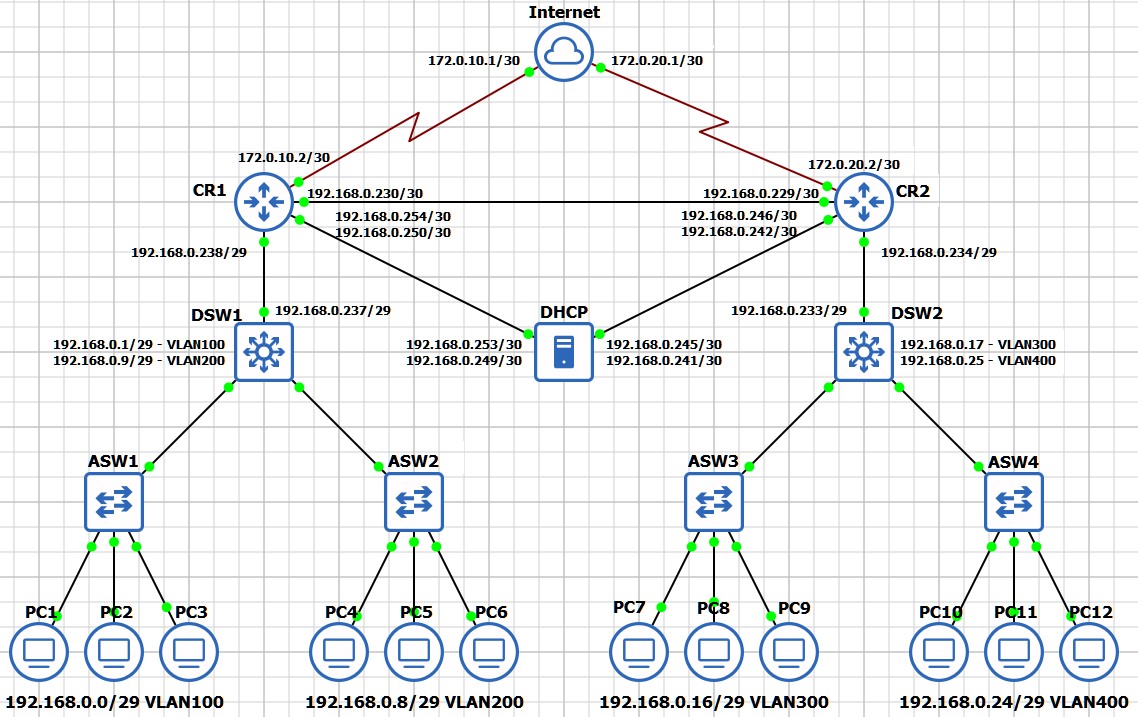 Internet
172.0.10.1/30
172.0.20.1/30
172.0.10.2/30
172.0.20.2/30
CR1
192.168.0.230/30
192.168.0.229/30
CR2
192.168.0.254/30
192.168.0.250/30
192.168.0.246/30
192.168.0.242/30
192.168.0.238/29
192.168.0.234/29
DSW1
192.168.0.237/29
DHCP
192.168.0.233/29
DSW2
192.168.0.1/29 - VLAN100
192.168.0.9/29 - VLAN200
192.168.0.253/30
192.168.0.249/30
192.168.0.245/30
192.168.0.241/30
192.168.0.17 - VLAN300
192.168.0.25 - VLAN400
ASW1
ASW2
ASW3
ASW4
PC1
PC2
PC3
PC4
PC5
PC6
PC7
PC8
PC9
PC10
PC11
PC12
192.168.0.0/29 VLAN100
192.168.0.8/29 VLAN200
192.168.0.16/29 VLAN300
192.168.0.24/29 VLAN400